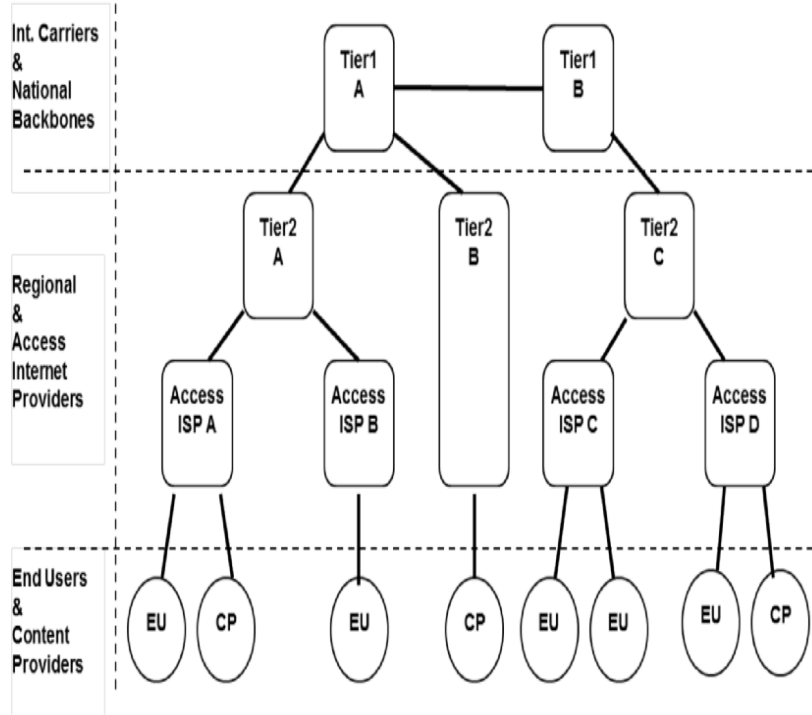 Int. Carriers
&
National
Backbones
Tier1
A
Tier1
B
Regional
&
Access
Internet
Providers
Tier2
A
Tier2
B
Tier2
C
Access
ISP A
Access
ISP B
Access
ISP C
Access
ISP D
End Users
&
Content
Providers
EU
CP
EU
CP
EU
EU
EU
CP